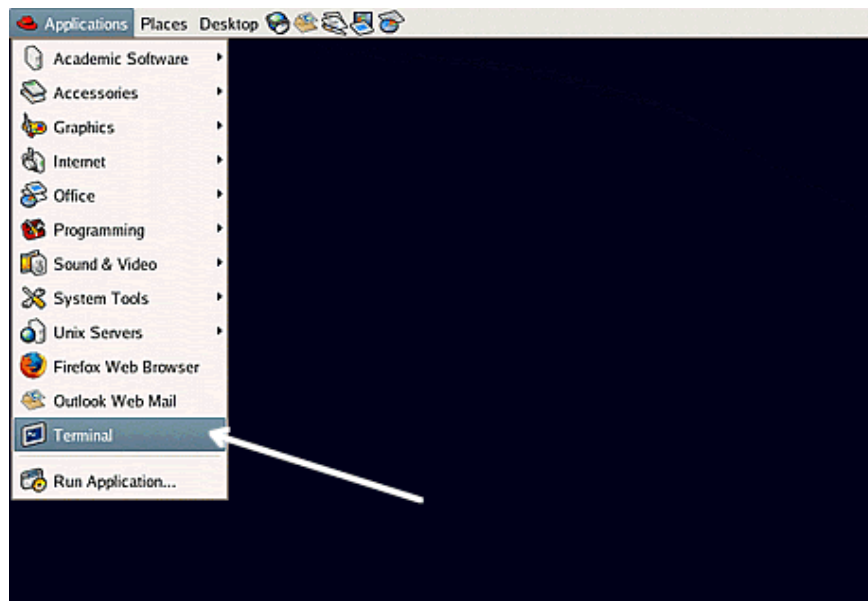 Applications Places Desktop
Academic Software
Accessories
Graphics
Internet
Office
Programming
Sound & Video
System Tools
Unix Servers
Firefox Web Browser
Outlook Web Mail
Terminal
Run Application...